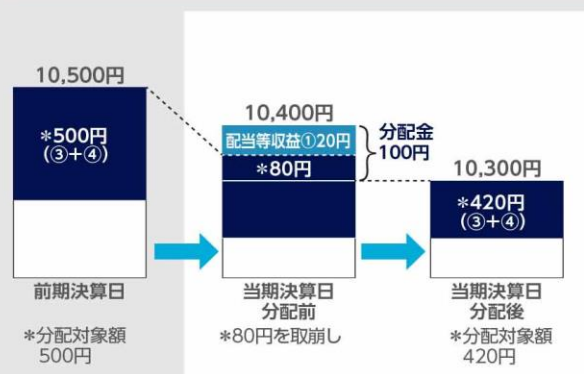 10,500円
*500円
(③+④)
前期決算日
*分配対象額
500円
10,400円
配当等収益①20円
*80円
分配金
100円
当期決算日
分配前
*80円を取崩し
10,300円
*420円
(③+④)
当期決算日
分配後
*分配対象額
420円